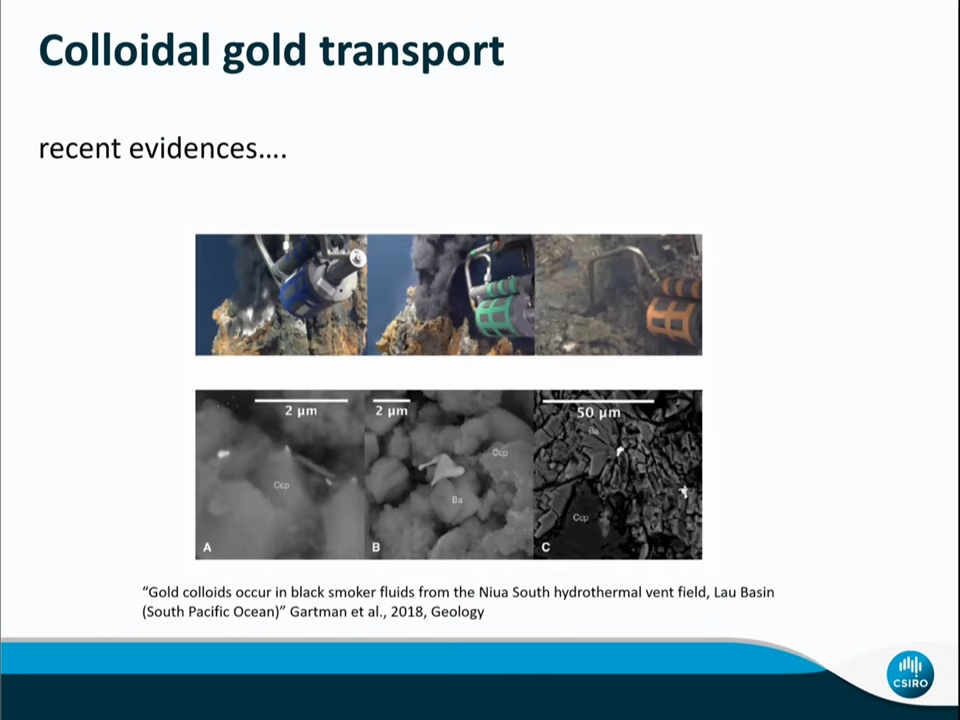 Colloidal gold transport
recent evidences....
2 μm
2 μm
50 μm
Ba
Ccp
Ccp
Ba
Ccp
A
B
C
“Gold colloids occur in black smoker fluids from the Niua South hydrothermal vent field, Lau Basin
(South Pacific Ocean)” Gartman et al., 2018, Geology
CSIRO